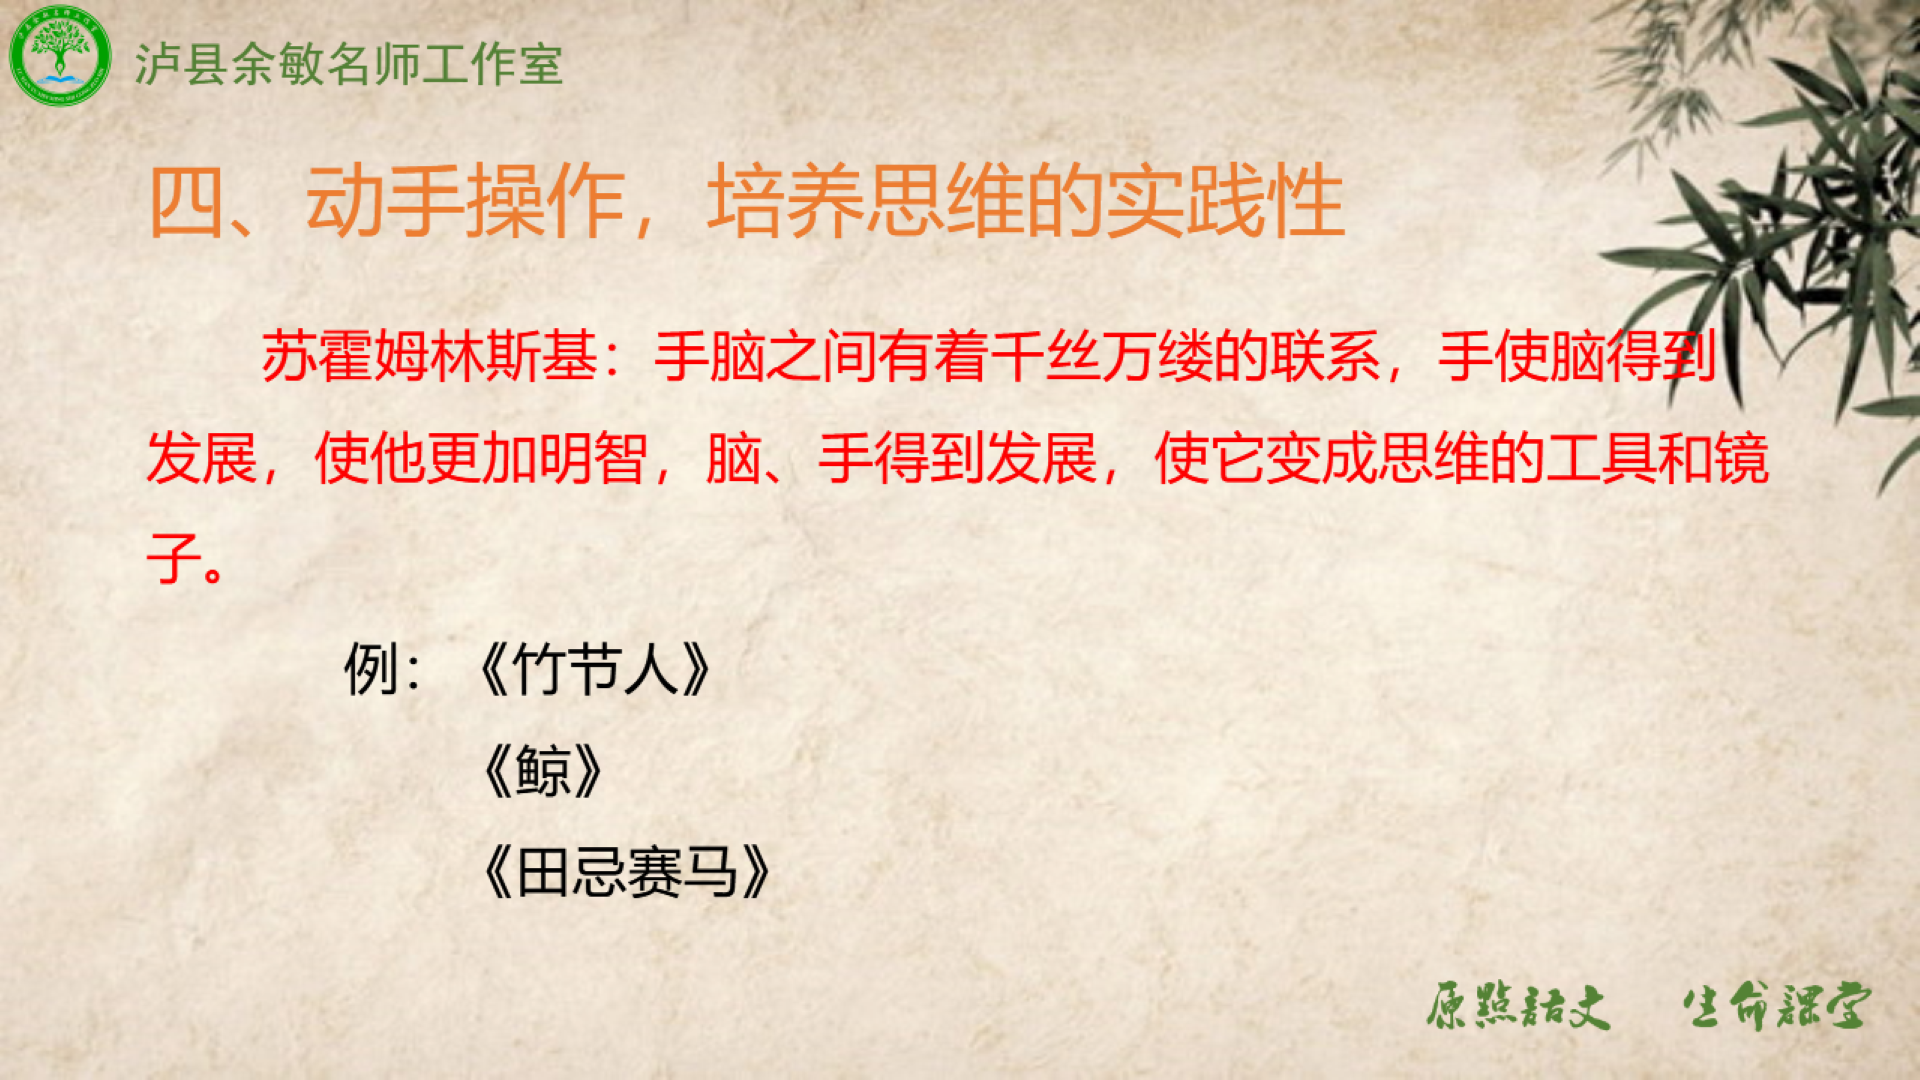 泸县余敏名师工作室
四、动手操作，培养思维的实践性
苏霍姆林斯基：手脑之间有着千丝万缕的联系，手使脑得到
发展，使他更加明智，脑、手得到发展，使它变成思维的工具和镜
子。
例：《竹节人》
《鲸》
《田忌赛马》
原點語文 生命課堂